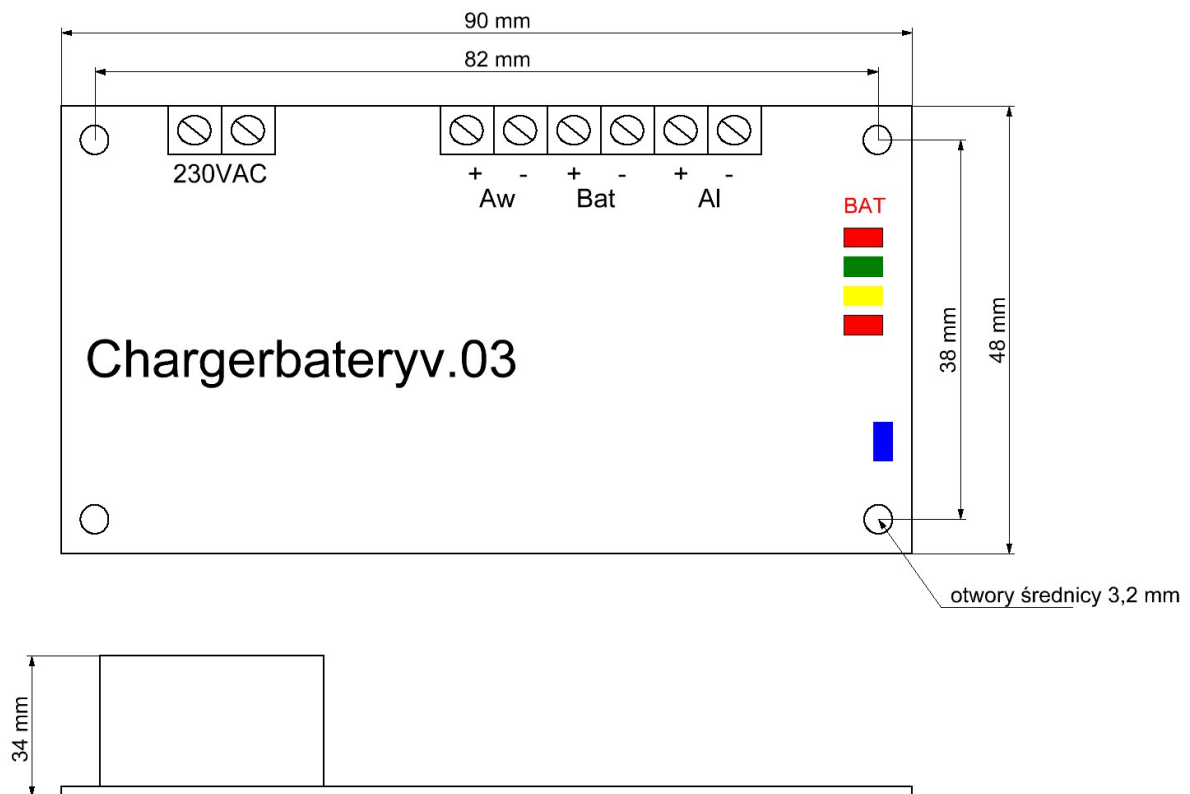 90 mm
82 mm
230VAC
+ - + - + -
Aw Bat Al
BAT
38 mm
48 mm
Chargerbateryv.03
otwory średnicy 3,2 mm
34 mm